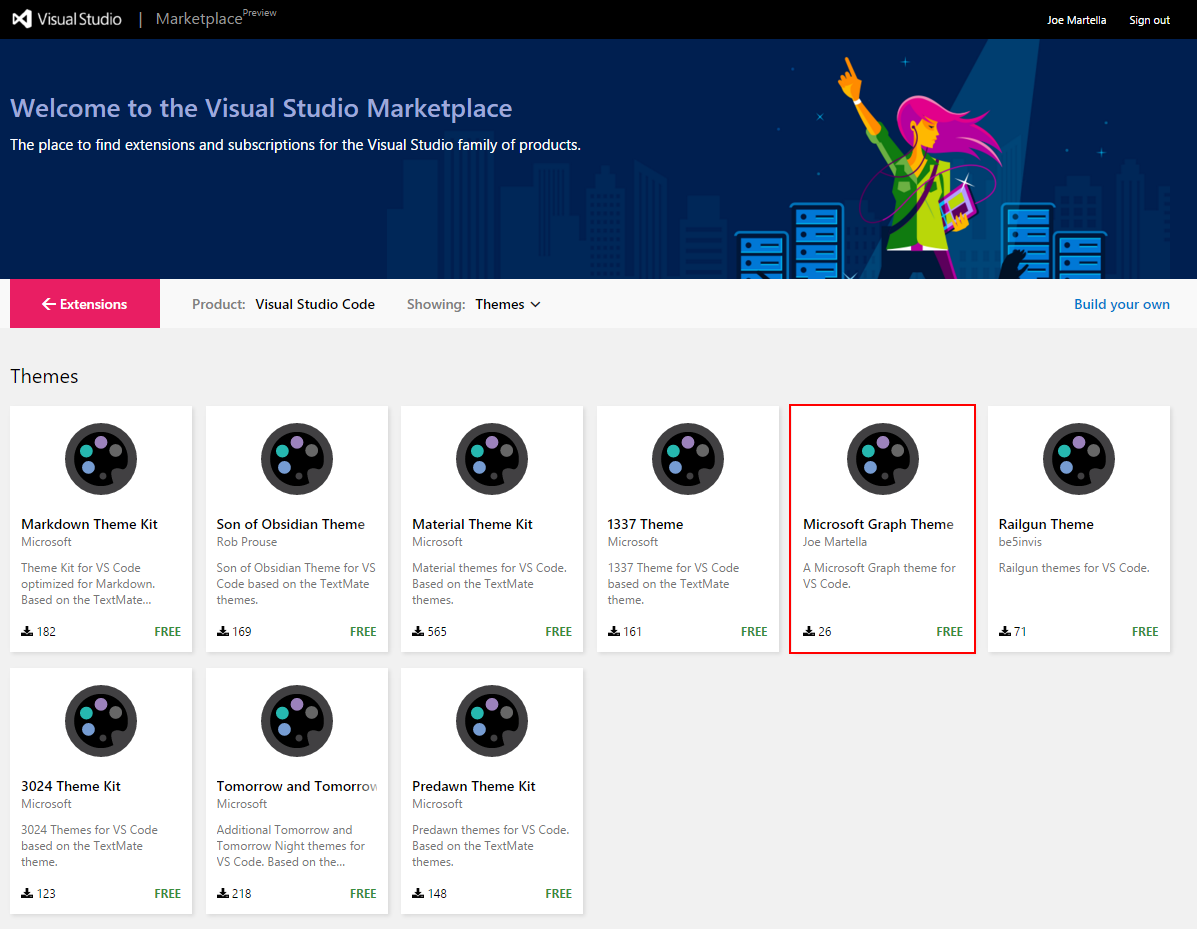 Visual Studio | Marketplace Preview
Joe Martella Sign out
Welcome to the Visual Studio Marketplace
The place to find extensions and subscriptions for the Visual Studio family of products.
← Extensions Product: Visual Studio Code Showing: Themes Build your own
Themes
Markdown Theme Kit
Microsoft
Theme Kit for VS Code
optimized for Markdown.
Based on the TextMate...
182 FREE
Son of Obsidian Theme
Rob Prouse
Son of Obsidian Theme for VS
Code based on the TextMate
themes.
169 FREE
Material Theme Kit
Microsoft
Material themes for VS Code.
Based on the TextMate
themes.
565 FREE
1337 Theme
Microsoft
1337 Theme for VS Code
based on the TextMate
theme.
161 FREE
Microsoft Graph Theme
Joe Martella
A Microsoft Graph theme for
VS Code.
26 FREE
Railgun Theme
be5invis
Railgun themes for VS Code.
71 FREE
3024 Theme Kit
Microsoft
3024 Themes for VS Code
based on the TextMate
theme.
123 FREE
Tomorrow and Tomorrow
Microsoft
Additional Tomorrow and
Tomorrow Night themes for
VS Code. Based on the...
218 FREE
Predawn Theme Kit
Microsoft
Predawn themes for VS Code.
Based on the TextMate
themes.
148 FREE